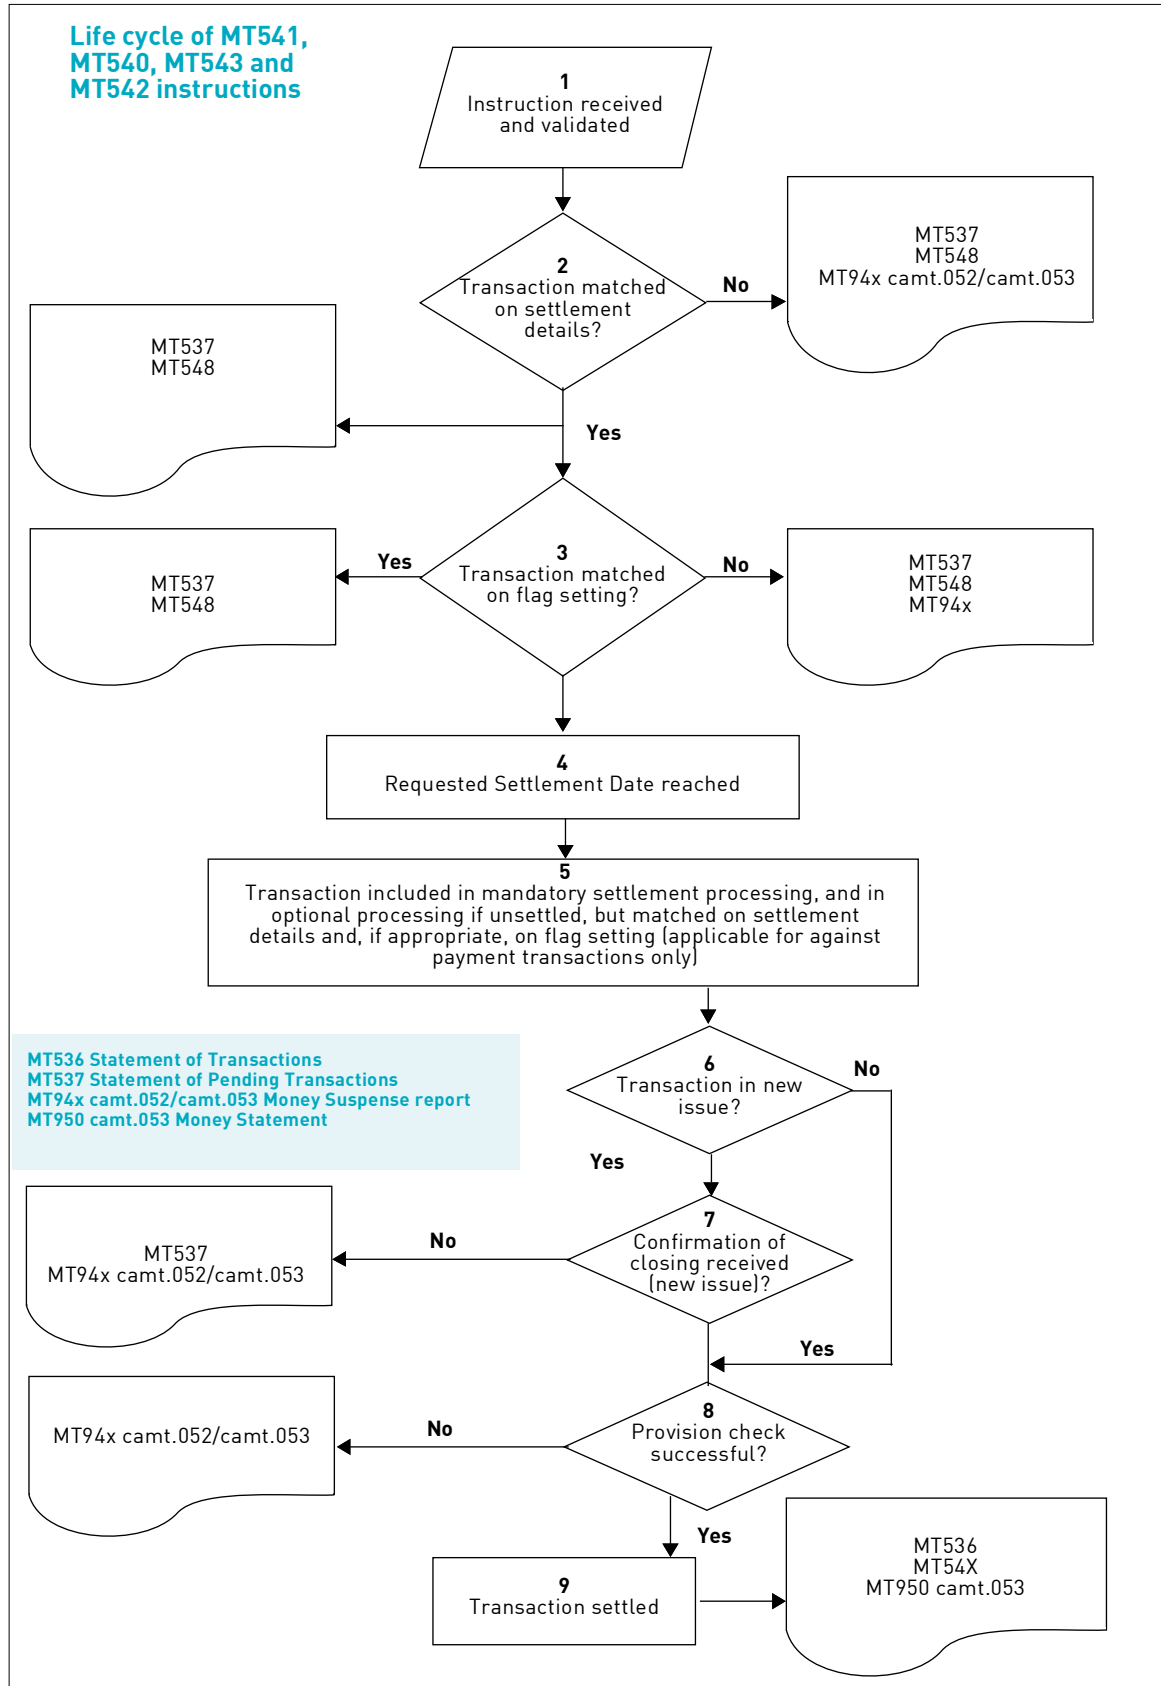 Life cycle of MT541,
MT540, MT543 and
MT542 instructions
1
Instruction received
and validated
2
Transaction matched
on settlement
details?
No
MT537
MT548
MT94x camt.052/camt.053
MT537
MT548
Yes
3
Transaction matched
on flag setting?
Yes
MT537
MT548
No
MT537
MT548
MT94x
4
Requested Settlement Date reached
5
Transaction included in mandatory settlement processing, and in
optional processing if unsettled, but matched on settlement
details and, if appropriate, on flag setting (applicable for against
payment transactions only)
MT536 Statement of Transactions
MT537 Statement of Pending Transactions
MT94x camt.052/camt.053 Money Suspense report
MT950 camt.053 Money Statement
6
Transaction in new
issue?
No
Yes
7
Confirmation of
closing received
(new issue)?
No
MT537
MT94x camt.052/camt.053
Yes
8
Provision check
successful?
No
MT94x camt.052/camt.053
Yes
9
Transaction settled
MT536
MT54X
MT950 camt.053